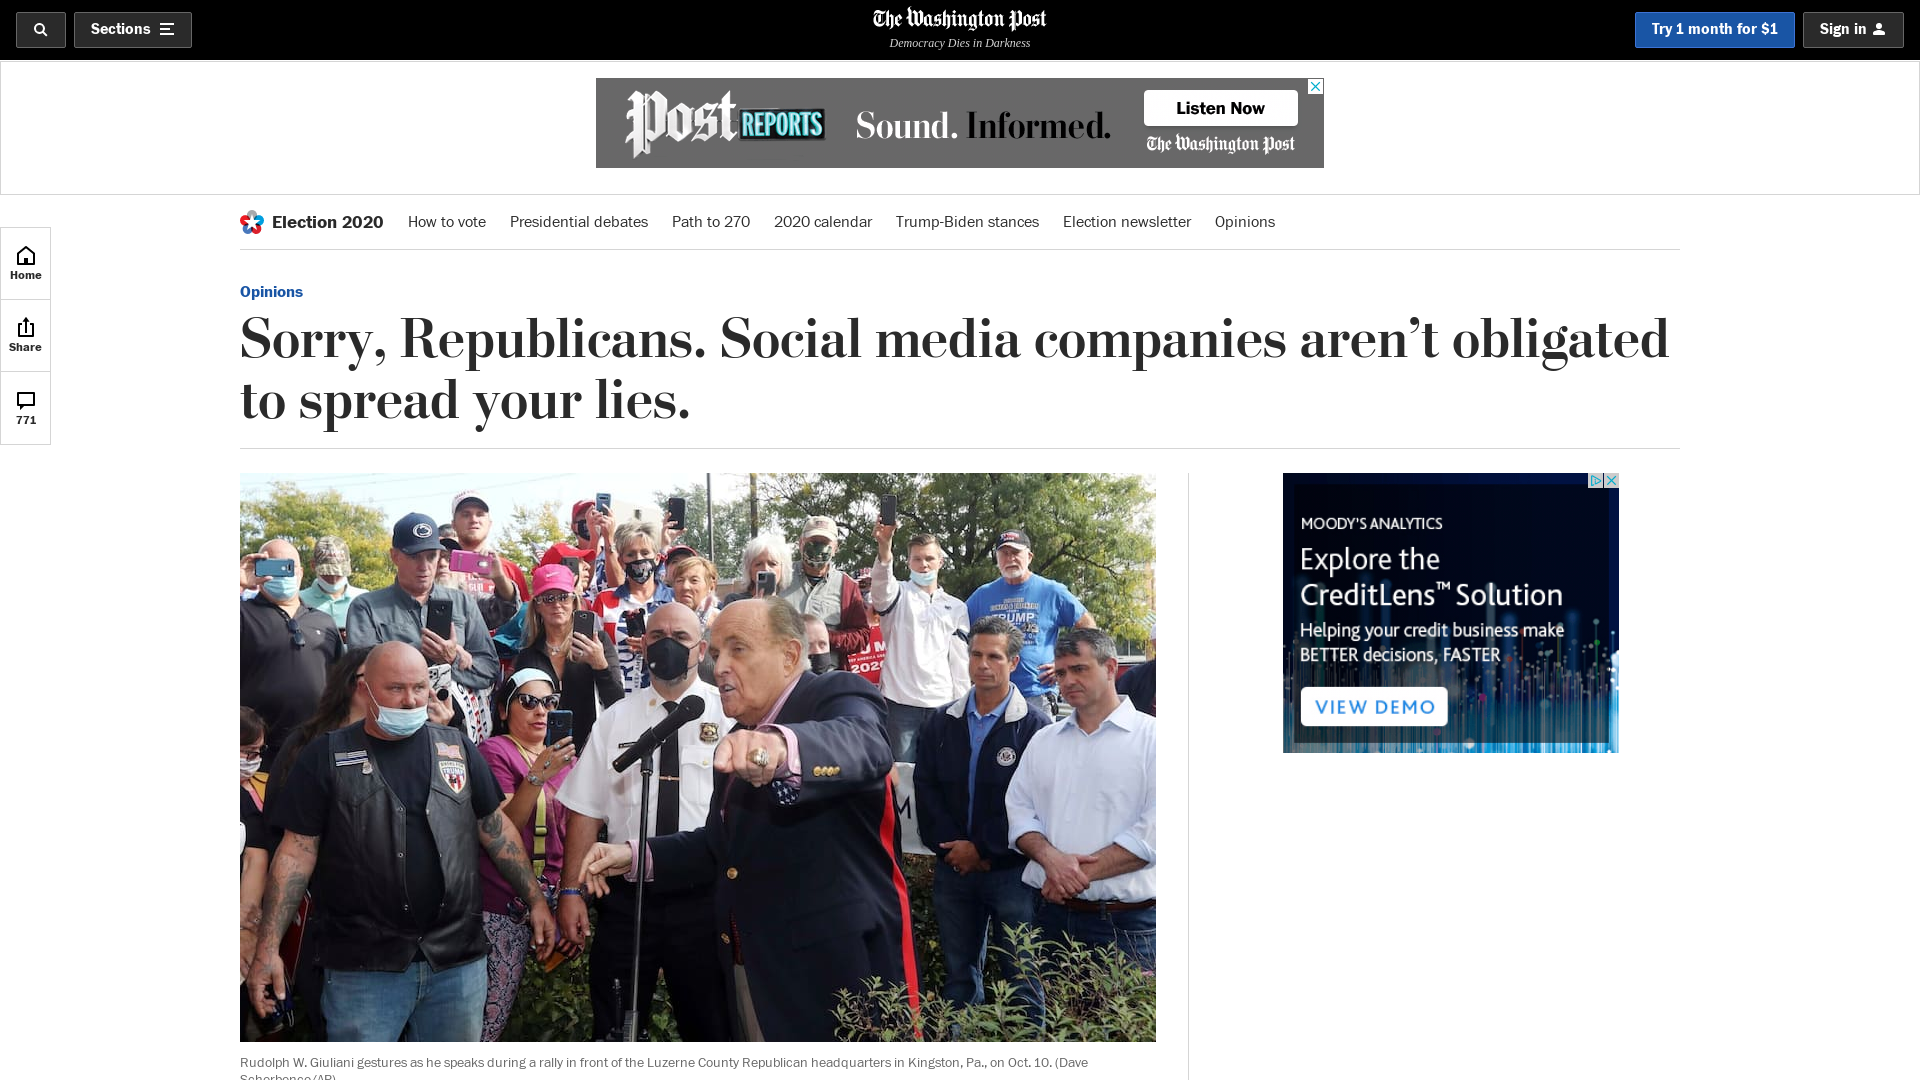 Sections
The Washington Post
Democracy Dies in Darkness
Try 1 month for $1
Sign in
Post REPORTS
Sound. Informed.
Listen Now
The Washington Post
Election 2020
How to vote
Presidential debates
Path to 270
2020 calendar
Trump-Biden stances
Election newsletter
Opinions
Home
Share
771
Opinions
Sorry, Republicans. Social media companies aren’t obligated
to spread your lies.
MOODY'S ANALYTICS
Explore the
CreditLens™ Solution
Helping your credit business make
BETTER decisions, FASTER
VIEW DEMO
TRUMP
TRUMP
2020
Rudolph W. Giuliani gestures as he speaks during a rally in front of the Luzerne County Republican headquarters in Kingston, Pa., on Oct. 10. (Dave